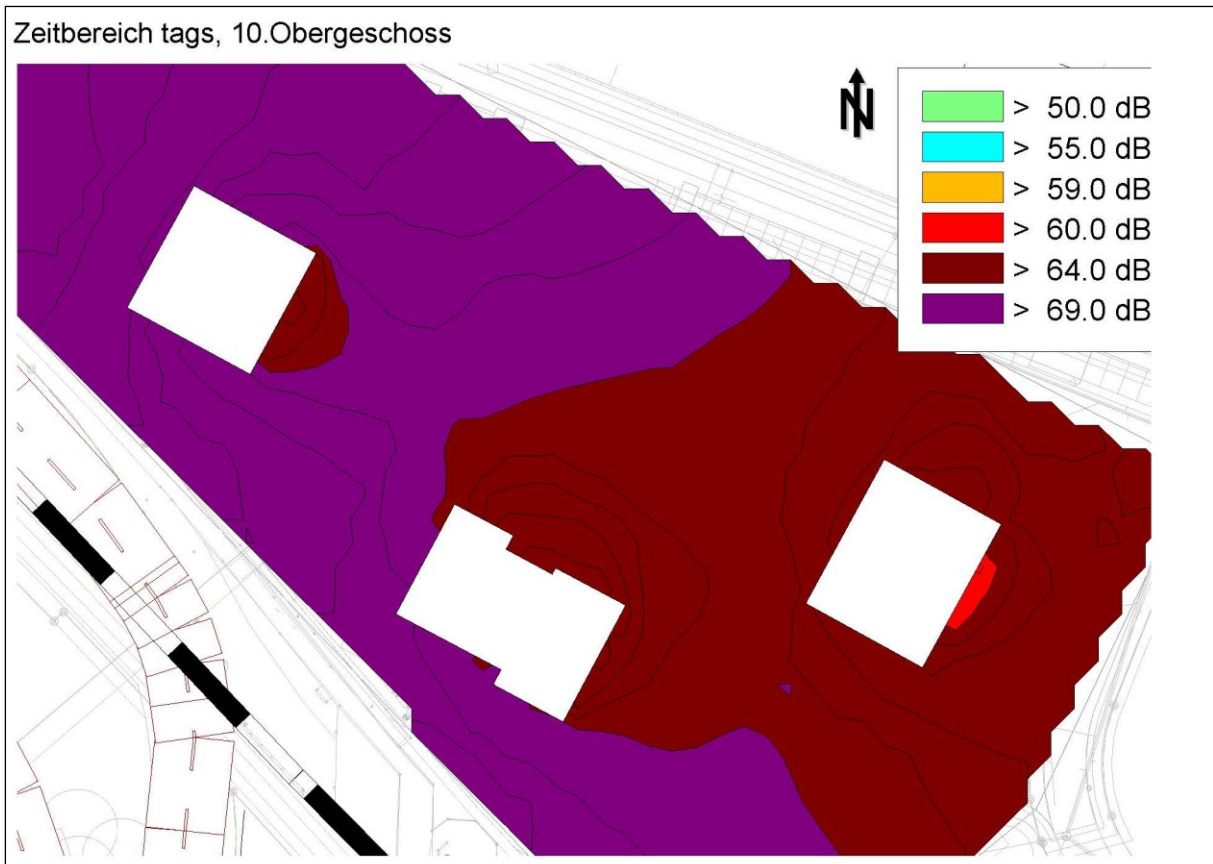 Zeitbereich tags, 10.Obergeschoss
N
> 50.0 dB
> 55.0 dB
> 59.0 dB
> 60.0 dB
> 64.0 dB
> 69.0 dB